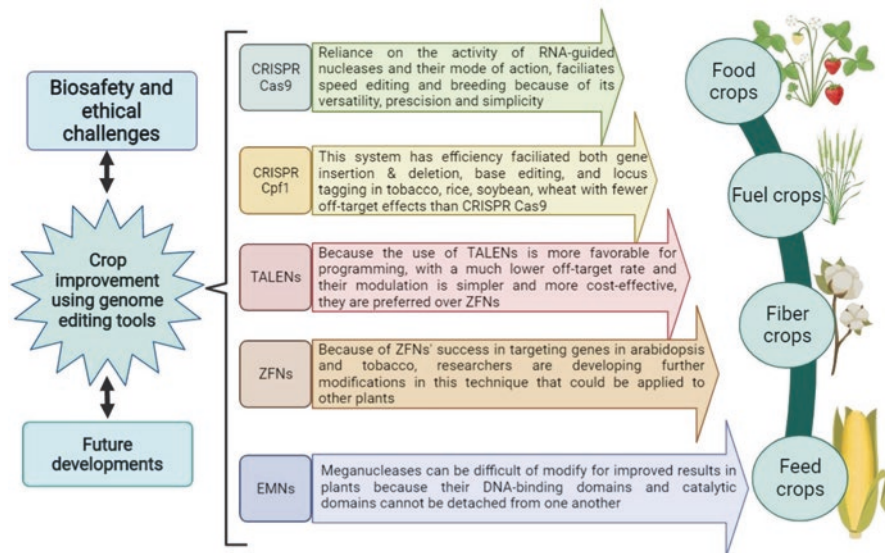 Biosafety and
ethical
challenges
Crop
improvement
using genome
editing tools
Future
developments
CRISPR
Cas9
Reliance on the activity of RNA-guided
nucleases and their mode of action, faciliates
speed editing and breeding because of its
versatility, prescision and simplicity
CRISPR
Cpf1
This system has efficiency faciliated both gene
insertion & deletion, base editing, and locus
tagging in tobacco, rice, soybean, wheat with fewer
off-target effects than CRISPR Cas9
TALENs
Because the use of TALENs is more favorable for
programming, with a much lower off-target rate and
their modulation is simpler and more cost-effective,
they are preferred over ZFNs
ZFNs
Because of ZFNs' success in targeting genes in arabidopsis
and tobacco, researchers are developing further
modifications in this technique that could be applied to
other plants
EMNs
Meganucleases can be difficult of modify for improved results in
plants because their DNA-binding domains and catalytic
domains cannot be detached from one another
Food
crops
Fuel crops
Fiber
crops
Feed
crops